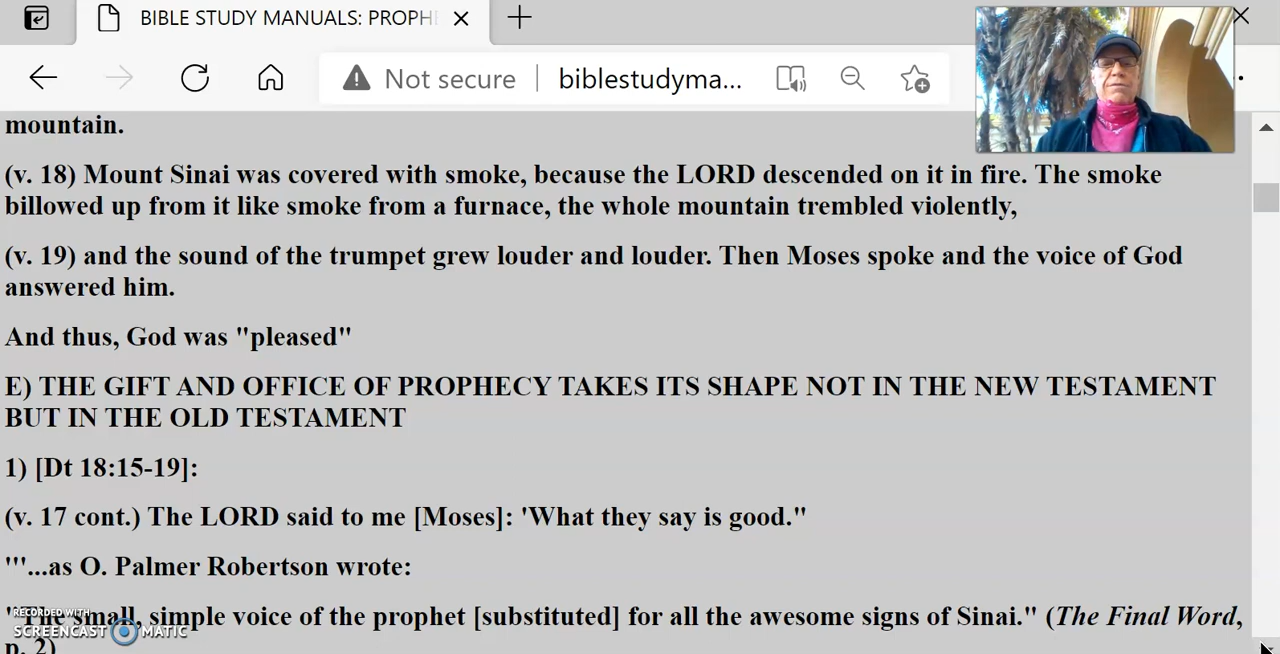 BIBLE STUDY MANUALS: PROPHI
Not secure
biblestudyma...
mountain.
(v. 18) Mount Sinai was covered with smoke, because the LORD descended on it in fire. The smoke
billowed up from it like smoke from a furnace, the whole mountain trembled violently,
(v. 19) and the sound of the trumpet grew louder and louder. Then Moses spoke and the voice of God
answered him.
And thus, God was "pleased"
E) THE GIFT AND OFFICE OF PROPHECY TAKES ITS SHAPE NOT IN THE NEW TESTAMENT
BUT IN THE OLD TESTAMENT
1) [Dt 18:15-19]:
(v. 17 cont.) The LORD said to me [Moses]: 'What they say is good."
"'...as O. Palmer Robertson wrote:
"The small, simple voice of the prophet [substituted] for all the awesome signs of Sinai." (The Final Word,
p. 2)
RECORDED WITH
SCREENCAST MATIC